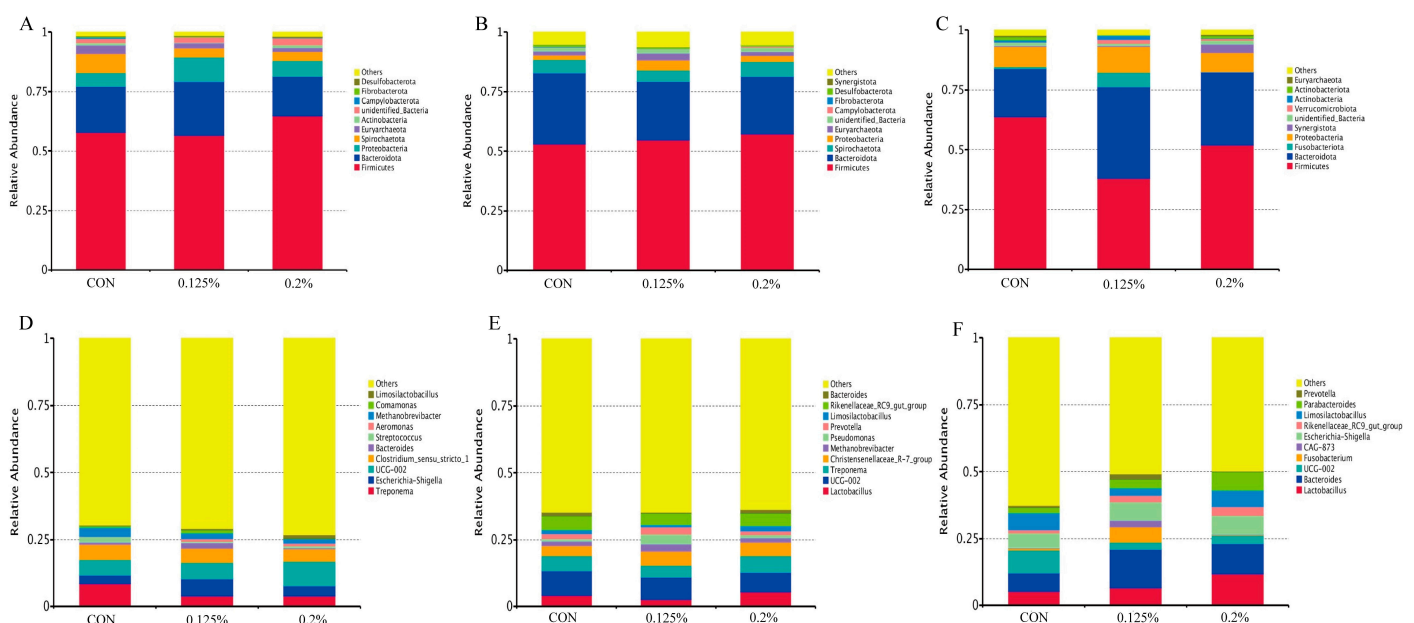 A
Relative Abundance
1
0.75
0.5
0.25
0
CON
0.125%
0.2%
Others
Desulfobacterota
Fibrobacterota
Campylobacterota
unidentified_Bacteria
Actinobacteria
Euryarchaeota
Spirochaetota
Proteobacteria
Bacteroidota
Firmicutes
B
Relative Abundance
1
0.75
0.5
0.25
0
CON
0.125%
0.2%
Others
Synergistota
Desulfobacterota
Fibrobacterota
Campylobacterota
unidentified_Bacteria
Euryarchaeota
Proteobacteria
Spirochaetota
Bacteroidota
Firmicutes
C
Relative Abundance
1
0.75
0.5
0.25
0
CON
0.125%
0.2%
Others
Euryarchaeota
Actinobacteriota
Actinobacteria
Verrucomicrobiota
unidentified_Bacteria
Synergistota
Proteobacteria
Fusobacteriota
Bacteroidota
Firmicutes
D
Relative Abundance
1
0.75
0.5
0.25
0
CON
0.125%
0.2%
Others
Limosilactobacillus
Comamonas
Methanobrevibacter
Aeromonas
Streptococcus
Bacteroides
Clostridium_sensu_stricto_1
UCG-002
Escherichia-Shigella
Treponema
E
Relative Abundance
1
0.75
0.5
0.25
0
CON
0.125%
0.2%
Others
Bacteroides
Rikenellaceae_RC9_gut_group
Limosilactobacillus
Prevotella
Pseudomonas
Methanobrevibacter
Christensenellaceae_R-7_group
Treponema
UCG-002
Lactobacillus
F
Relative Abundance
1
0.75
0.5
0.25
0
CON
0.125%
0.2%
Others
Prevotella
Parabacteroides
Limosilactobacillus
Rikenellaceae_RC9_gut_group
Escherichia-Shigella
CAG-873
Fusobacterium
UCG-002
Bacteroides
Lactobacillus